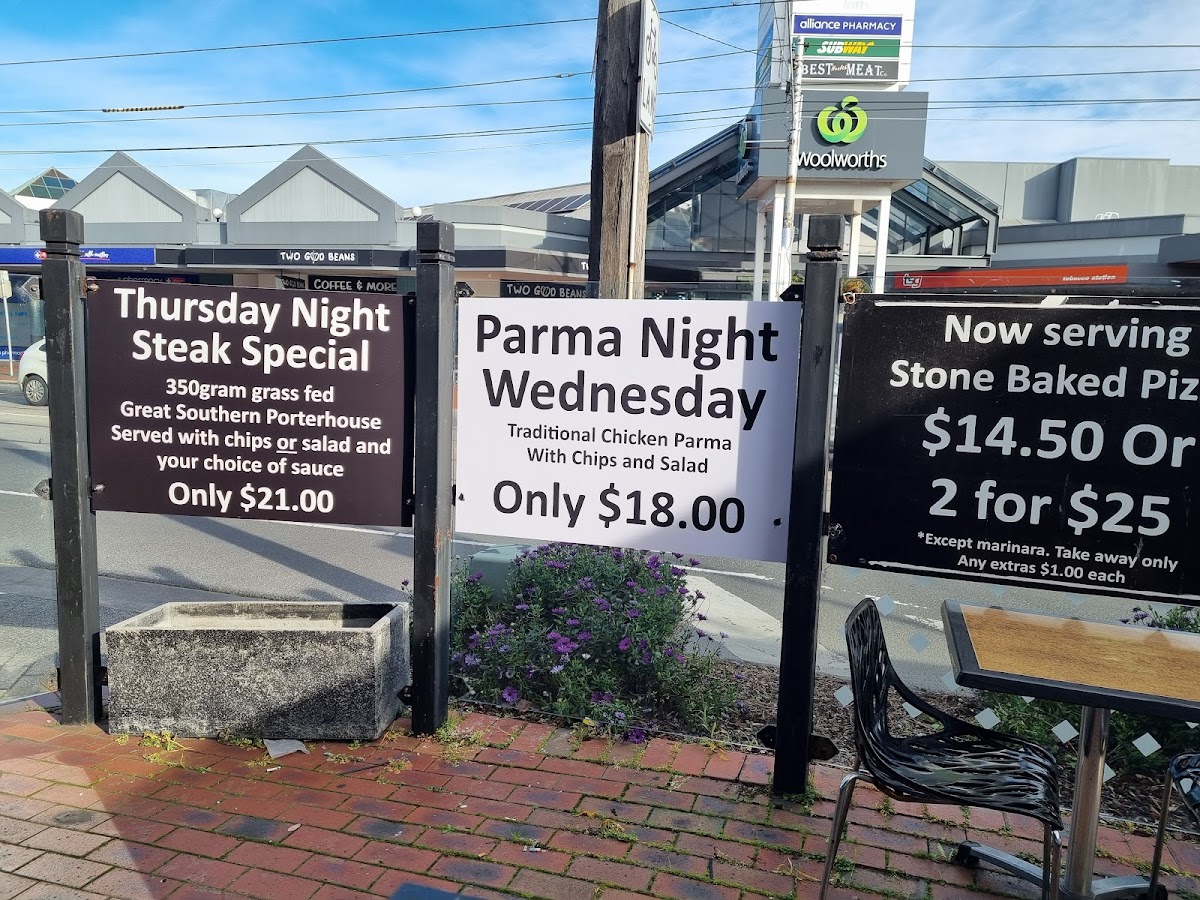 alliance PHARMACY
SUBWAY
BEST MEAT
Woolworths
TWO GOOD BEANS
COFFEE & MORE
TWO GOOD BEANS
tsg tobacco station
Thursday Night
Steak Special
350gram grass fed
Great Southern Porterhouse
Served with chips or salad and
your choice of sauce
Only $21.00
Parma Night
Wednesday
Traditional Chicken Parma
With Chips and Salad
Only $18.00
Now serving
Stone Baked Piz
$14.50 Or
2 for $25
*Except marinara. Take away only
Any extras $1.00 each